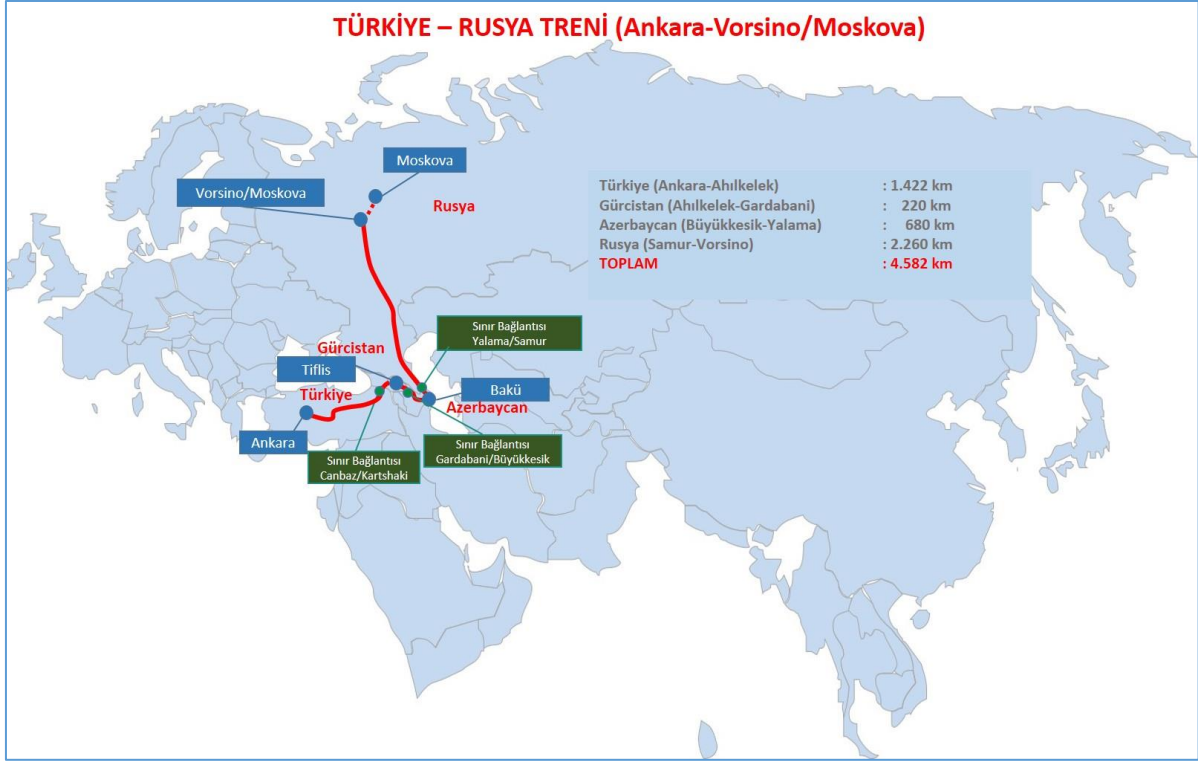 TÜRKİYE – RUSYA TRENİ (Ankara-Vorsino/Moskova)
Moskova
Vorsino/Moskova
Rusya
Türkiye (Ankara-Ahılkelek) : 1.422 km
Gürcistan (Ahılkelek-Gardabani) : 220 km
Azerbaycan (Büyükkesik-Yalama) : 680 km
Rusya (Samur-Vorsino) : 2.260 km
TOPLAM : 4.582 km
Sınır Bağlantısı
Yalama/Samur
Gürcistan
Tiflis
Türkiye
Bakü
Azerbaycan
Ankara
Sınır Bağlantısı
Gardabani/Büyükkesik
Sınır Bağlantısı
Canbaz/Kartshaki